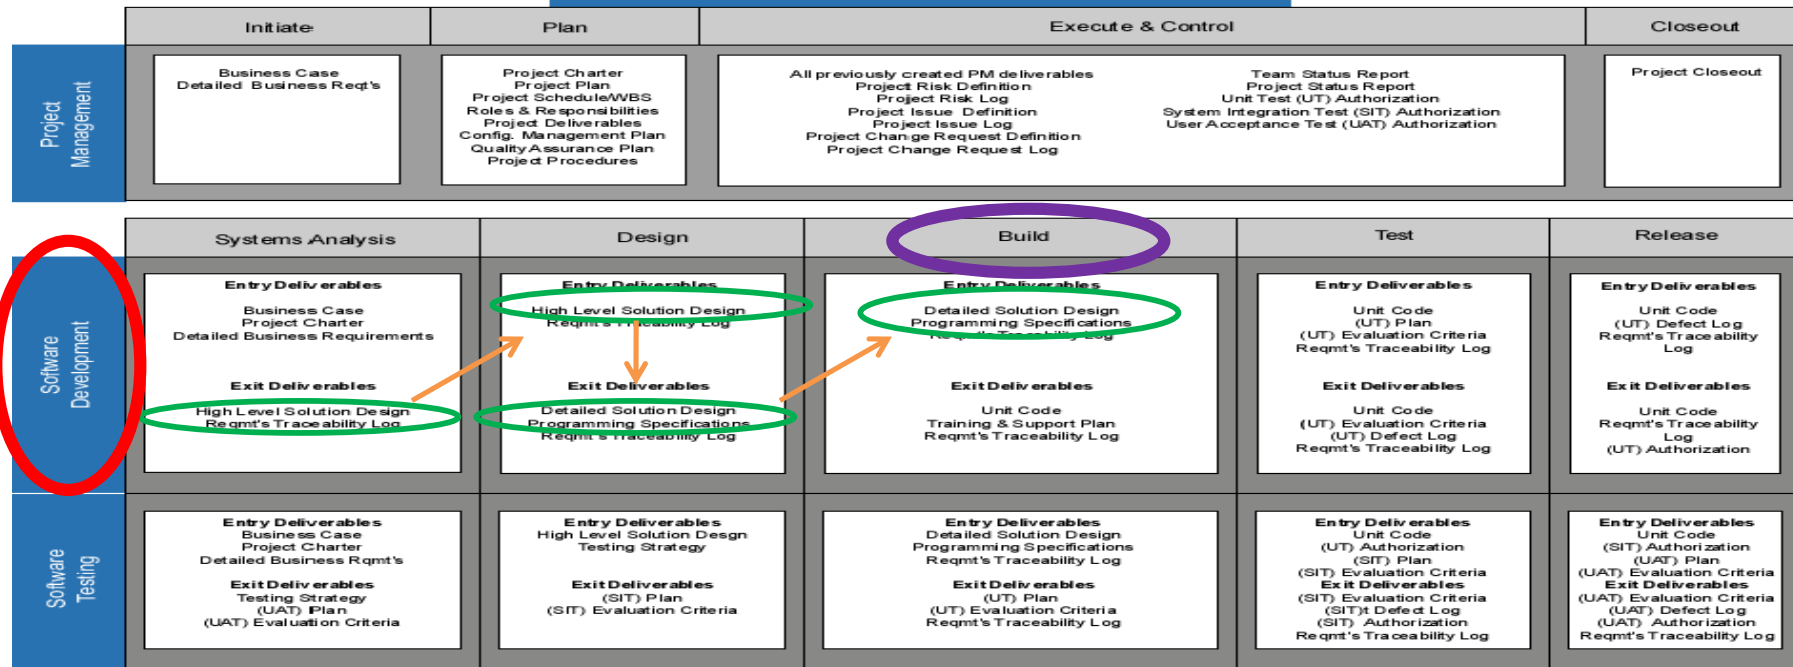 Initiate
Plan
Execute & Control
Closeout
Project
Management
Business Case
Detailed Business Reqt's
Project Charter
Project Plan
Project Schedule/WBS
Roles & Responsibilities
Project Deliverables
Config. Management Plan
Quality Assurance Plan
Project Procedures
All previously created PM deliverables
Project Risk Definition
Project Risk Log
Project Issue Definition
Project Issue Log
Project Change Request Definition
Project Change Request Log
Team Status Report
Project Status Report
Unit Test (UT) Authorization
System Integration Test (SIT) Authorization
User Acceptance Test (UAT) Authorization
Project Closeout
Systems Analysis
Design
Build
Test
Release
Software
Development
Entry Deliverables
Business Case
Project Charter
Detailed Business Requirements
Exit Deliverables
High Level Solution Design
Reqmt's Traceability Log
Entry Deliverables
High Level Solution Design
Reqmt's Traceability Log
Exit Deliverables
Detailed Solution Design
Programming Specifications
Reqmt's Traceability Log
Entry Deliverables
Detailed Solution Design
Programming Specifications
Reqmt's Traceability Log
Exit Deliverables
Unit Code
Training & Support Plan
Reqmt's Traceability Log
Entry Deliverables
Unit Code
(UT) Plan
(UT) Evaluation Criteria
Reqmt's Traceability Log
Exit Deliverables
Unit Code
(UT) Evaluation Criteria
(UT) Defect Log
Reqmt's Traceability Log
Entry Deliverables
Unit Code
(UT) Defect Log
Reqmt's Traceability
Log
Exit Deliverables
Unit Code
Reqmt's Traceability
Log
(UT) Authorization
Software
Testing
Entry Deliverables
Business Case
Project Charter
Detailed Business Rqmt's
Exit Deliverables
Testing Strategy
(UAT) Plan
(UAT) Evaluation Criteria
Entry Deliverables
High Level Solution Desgn
Testing Strategy
Exit Deliverables
(SIT) Plan
(SIT) Evaluation Criteria
Entry Deliverables
Detailed Solution Design
Programming Specifications
Reqmt's Traceability Log
Exit Deliverables
(UT) Plan
(UT) Evaluation Criteria
Reqmt's Traceability Log
Entry Deliverables
Unit Code
(UT) Authorization
(SIT) Plan
(SIT) Evaluation Criteria
Exit Deliverables
(SIT) Evaluation Criteria
(SIT)t Defect Log
(SIT) Authorization
Reqmt's Traceability Log
Entry Deliverables
Unit Code
(SIT) Authorization
(UAT) Plan
(UAT) Evaluation Criteria
Exit Deliverables
(UAT) Evaluation Criteria
(UAT) Defect Log
(UAT) Authorization
Reqmt's Traceability Log